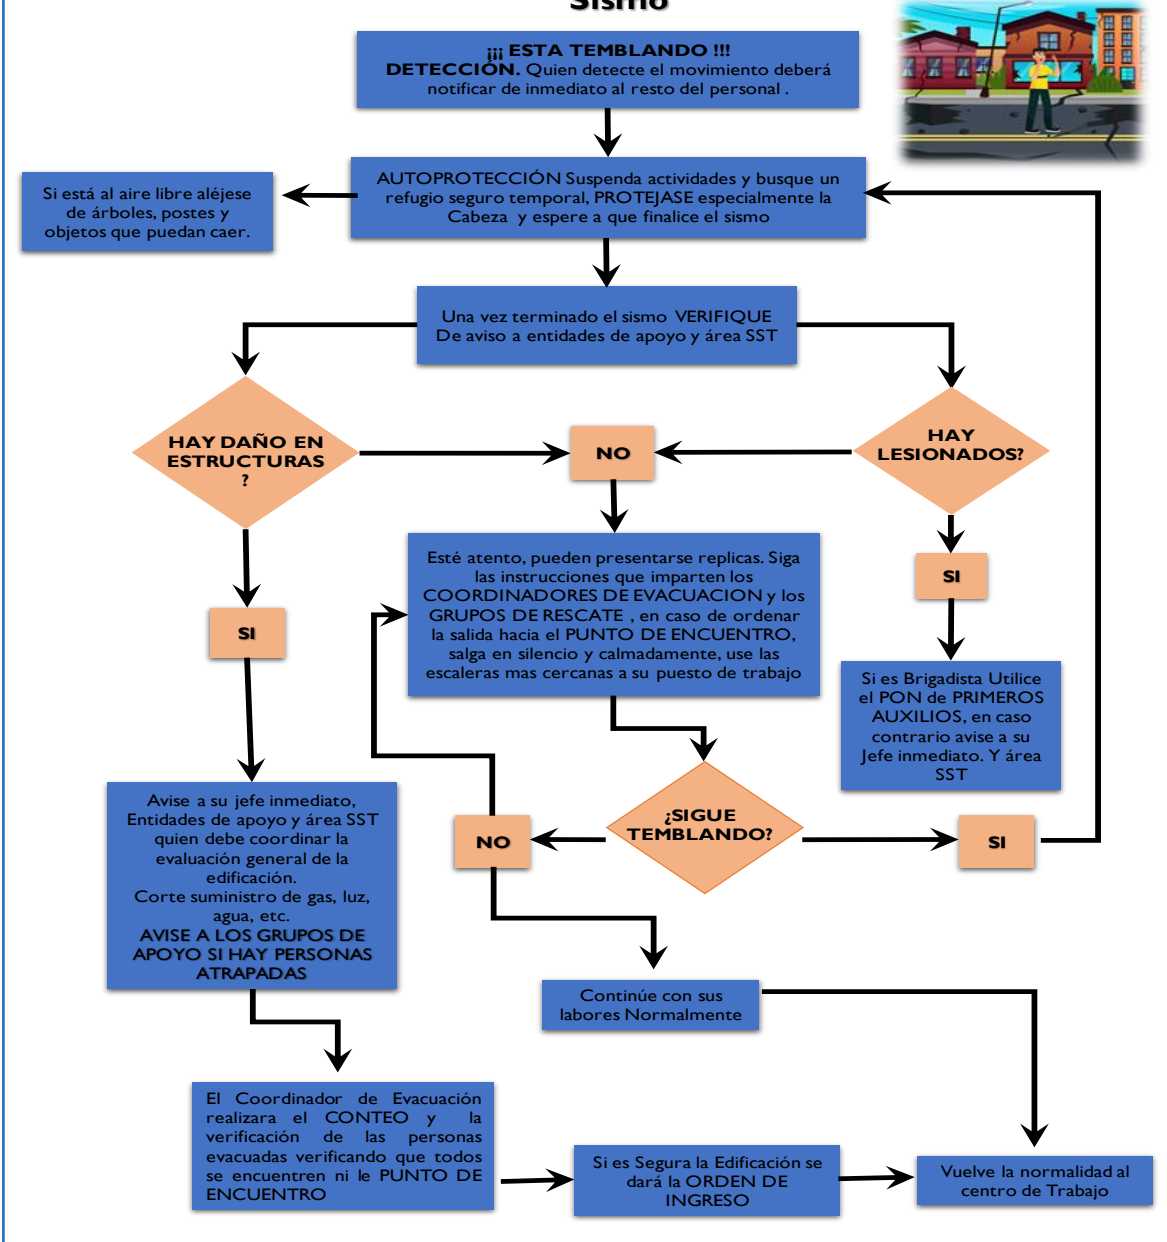 Sismo
¡¡¡ ESTA TEMBLANDO !!!
DETECCIÓN. Quien detecte el movimiento deberá
notificar de inmediato al resto del personal .
AUTOPROTECCIÓN Suspenda actividades y busque un
refugio seguro temporal, PROTEJASE especialmente la
Cabeza y espere a que finalice el sismo
Si está al aire libre aléjese
de árboles, postes y
objetos que puedan caer.
Una vez terminado el sismo VERIFIQUE
De aviso a entidades de apoyo y área SST
HAY DAÑO EN
ESTRUCTURAS
?
NO
HAY
LESIONADOS?
SI
Esté atento, pueden presentarse replicas. Siga
las instrucciones que imparten los
COORDINADORES DE EVACUACION y los
GRUPOS DE RESCATE , en caso de ordenar
la salida hacia el PUNTO DE ENCUENTRO,
salga en silencio y calmadamente, use las
escaleras mas cercanas a su puesto de trabajo
SI
Si es Brigadista Utilice
el PON de PRIMEROS
AUXILIOS, en caso
contrario avise a su
Jefe inmediato. Y área
SST
Avise a su jefe inmediato,
Entidades de apoyo y área SST
quien debe coordinar la
evaluación general de la
edificación.
Corte suministro de gas, luz,
agua, etc.
AVISE A LOS GRUPOS DE
APOYO SI HAY PERSONAS
ATRAPADAS
¿SIGUE
TEMBLANDO?
NO
SI
Continúe con sus
labores Normalmente
El Coordinador de Evacuación
realizara el CONTEO y la
verificación de las personas
evacuadas verificando que todos
se encuentren ni le PUNTO DE
ENCUENTRO
Si es Segura la Edificación se
dará la ORDEN DE
INGRESO
Vuelve la normalidad al
centro de Trabajo